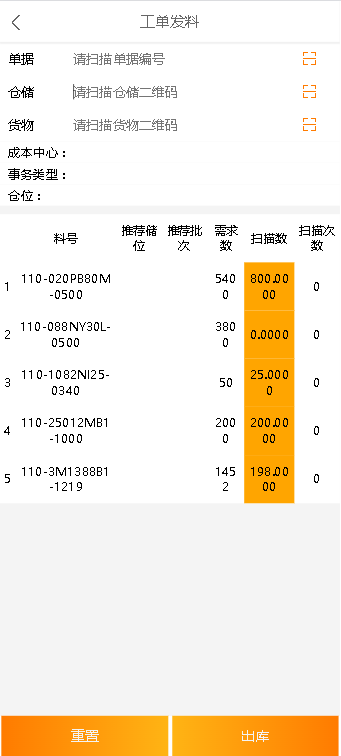 工单发料
单据 请扫描单据编号
仓储 请扫描仓储二维码
货物 请扫描货物二维码
成本中心：
事务类型：
仓位：
料号 推荐储位 推荐批次 需求数 扫描数 扫描次数
1 110-020PB80M-0500 5400 800.0000 0
2 110-088NY30L-0500 3800 0.0000 0
3 110-1082NI25-0340 50 25.0000 0
4 110-25012MB1-1000 2000 200.0000 0
5 110-3M1388B1-1219 1452 198.0000 0
重置 出库